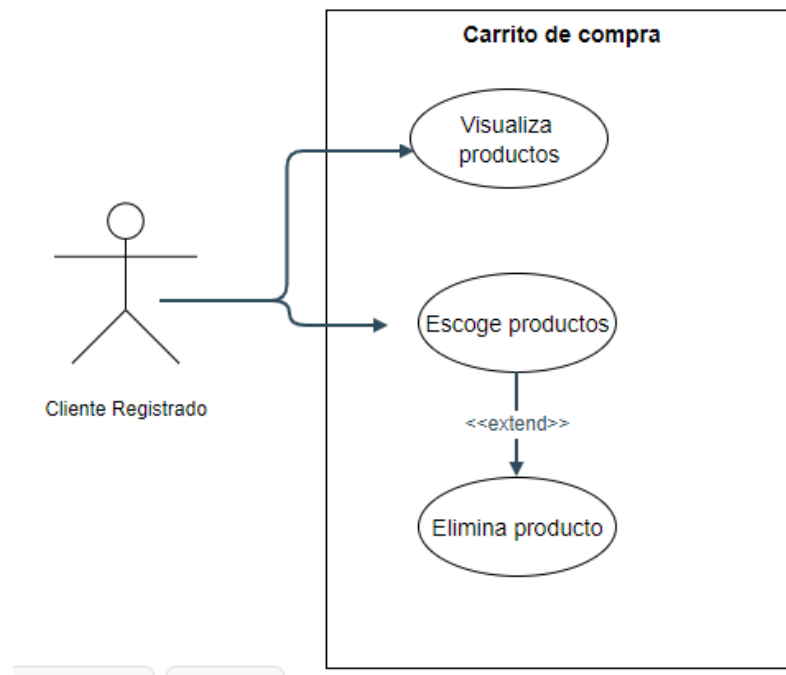 Carrito de compra
Visualiza
productos
Escoge productos
Cliente Registrado
<<extend>>
Elimina producto